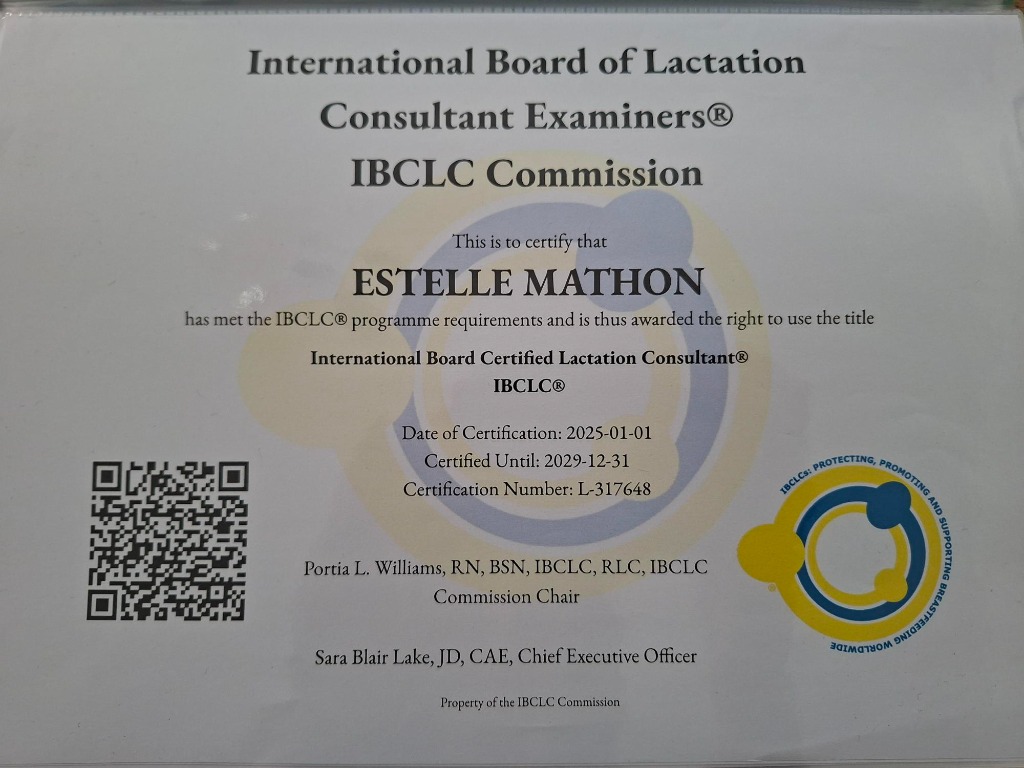 International Board of Lactation
Consultant Examiners®
IBCLC Commission
This is to certify that
ESTELLE MATHON
has met the IBCLC® programme requirements and is thus awarded the right to use the title
International Board Certified Lactation Consultant®
IBCLC®
Date of Certification: 2025-01-01
Certified Until: 2029-12-31
Certification Number: L-317648
IBCLCs: PROTECTING, PROMOTING AND SUPPORTING BREASTFEEDING WORLDWIDE
®
Portia L. Williams, RN, BSN, IBCLC, RLC, IBCLC
Commission Chair
Sara Blair Lake, JD, CAE, Chief Executive Officer
Property of the IBCLC Commission